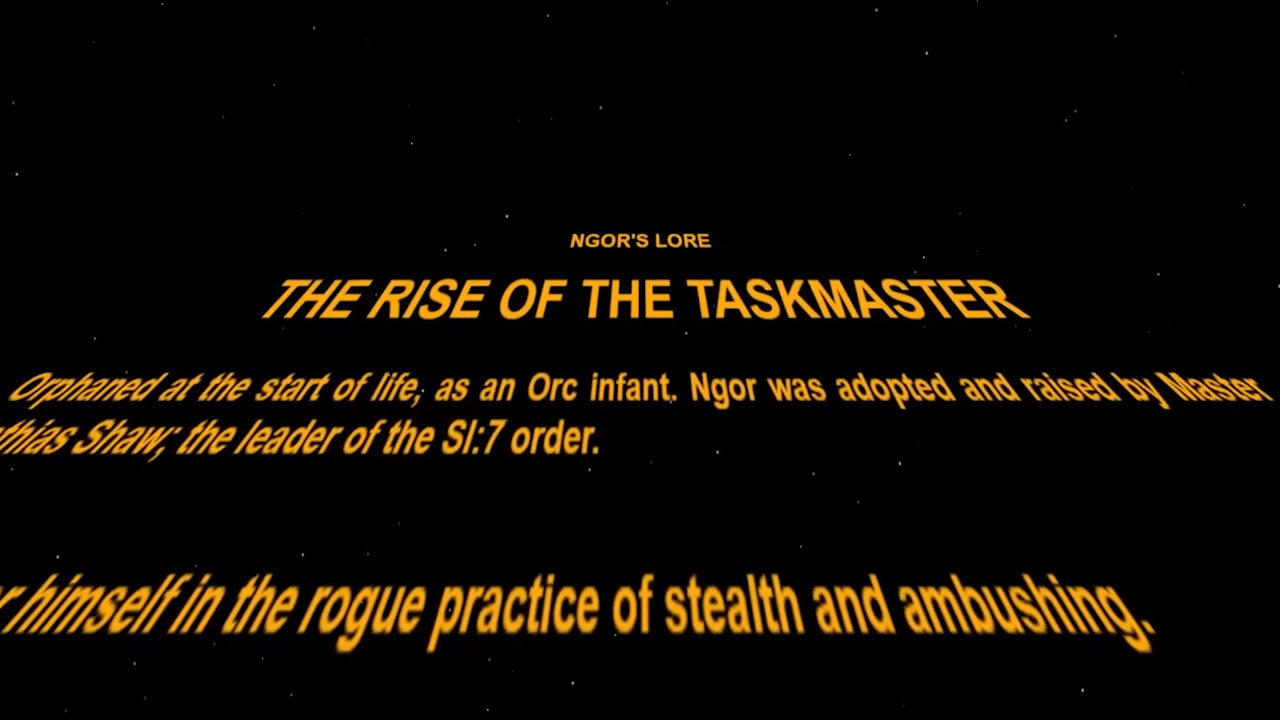 NGOR'S LORE
THE RISE OF THE TASKMASTER
Orphaned at the start of life, as an Orc infant. Ngor was adopted and raised by Master
Shaw; the leader of the SI:7 order.
himself in the rogue practice of stealth and ambushing.